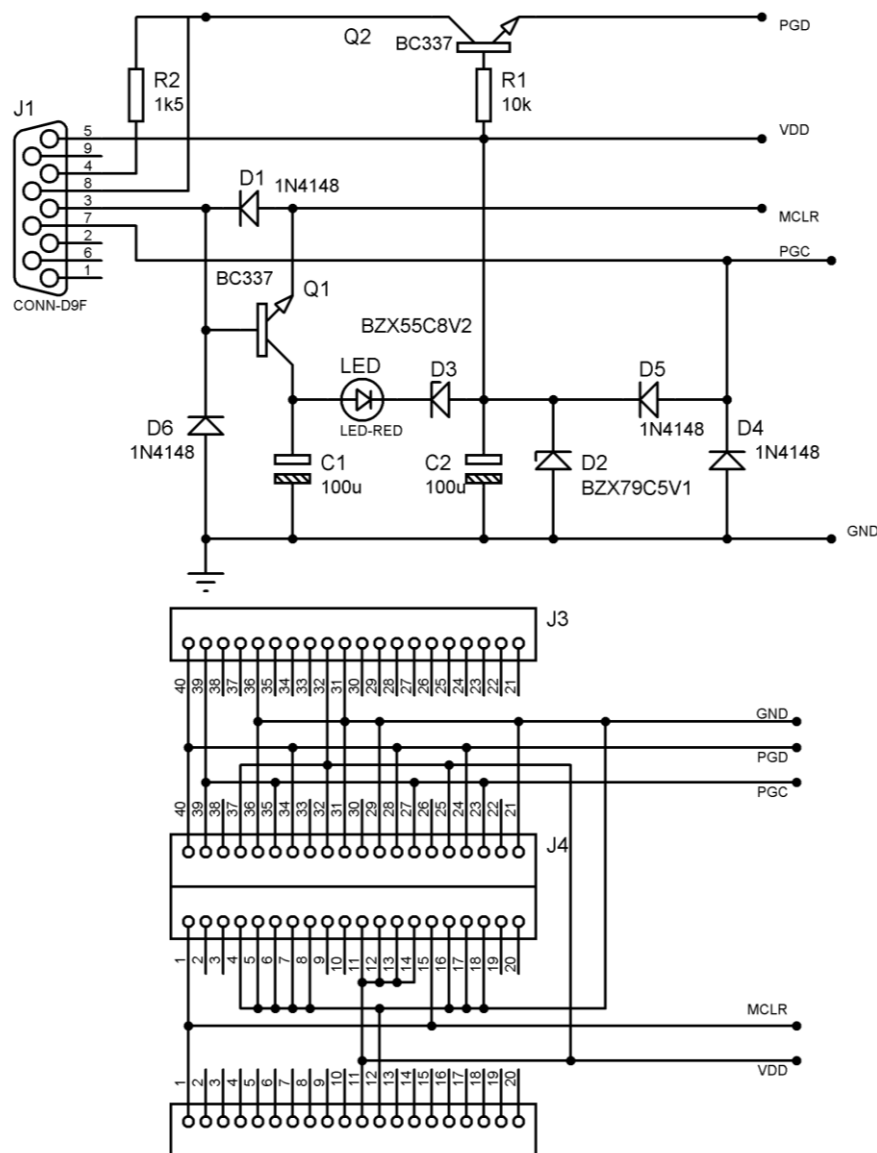 Q2
BC337
PGD
R2
1k5
R1
10k
J1
5
9
4
8
3
7
2
6
1
CONN-D9F
VDD
D1
1N4148
MCLR
PGC
BC337
Q1
BZX55C8V2
LED
LED-RED
D3
D5
1N4148
D4
1N4148
D6
1N4148
C1
100u
C2
100u
D2
BZX79C5V1
GND
J3
40 39 38 37 36 35 34 33 32 31 30 29 28 27 26 25 24 23 22 21
GND
PGD
PGC
40 39 38 37 36 35 34 33 32 31 30 29 28 27 26 25 24 23 22 21
J4
1 2 3 4 5 6 7 8 9 10 11 12 13 14 15 16 17 18 19 20
MCLR
VDD
1 2 3 4 5 6 7 8 9 10 11 12 13 14 15 16 17 18 19 20